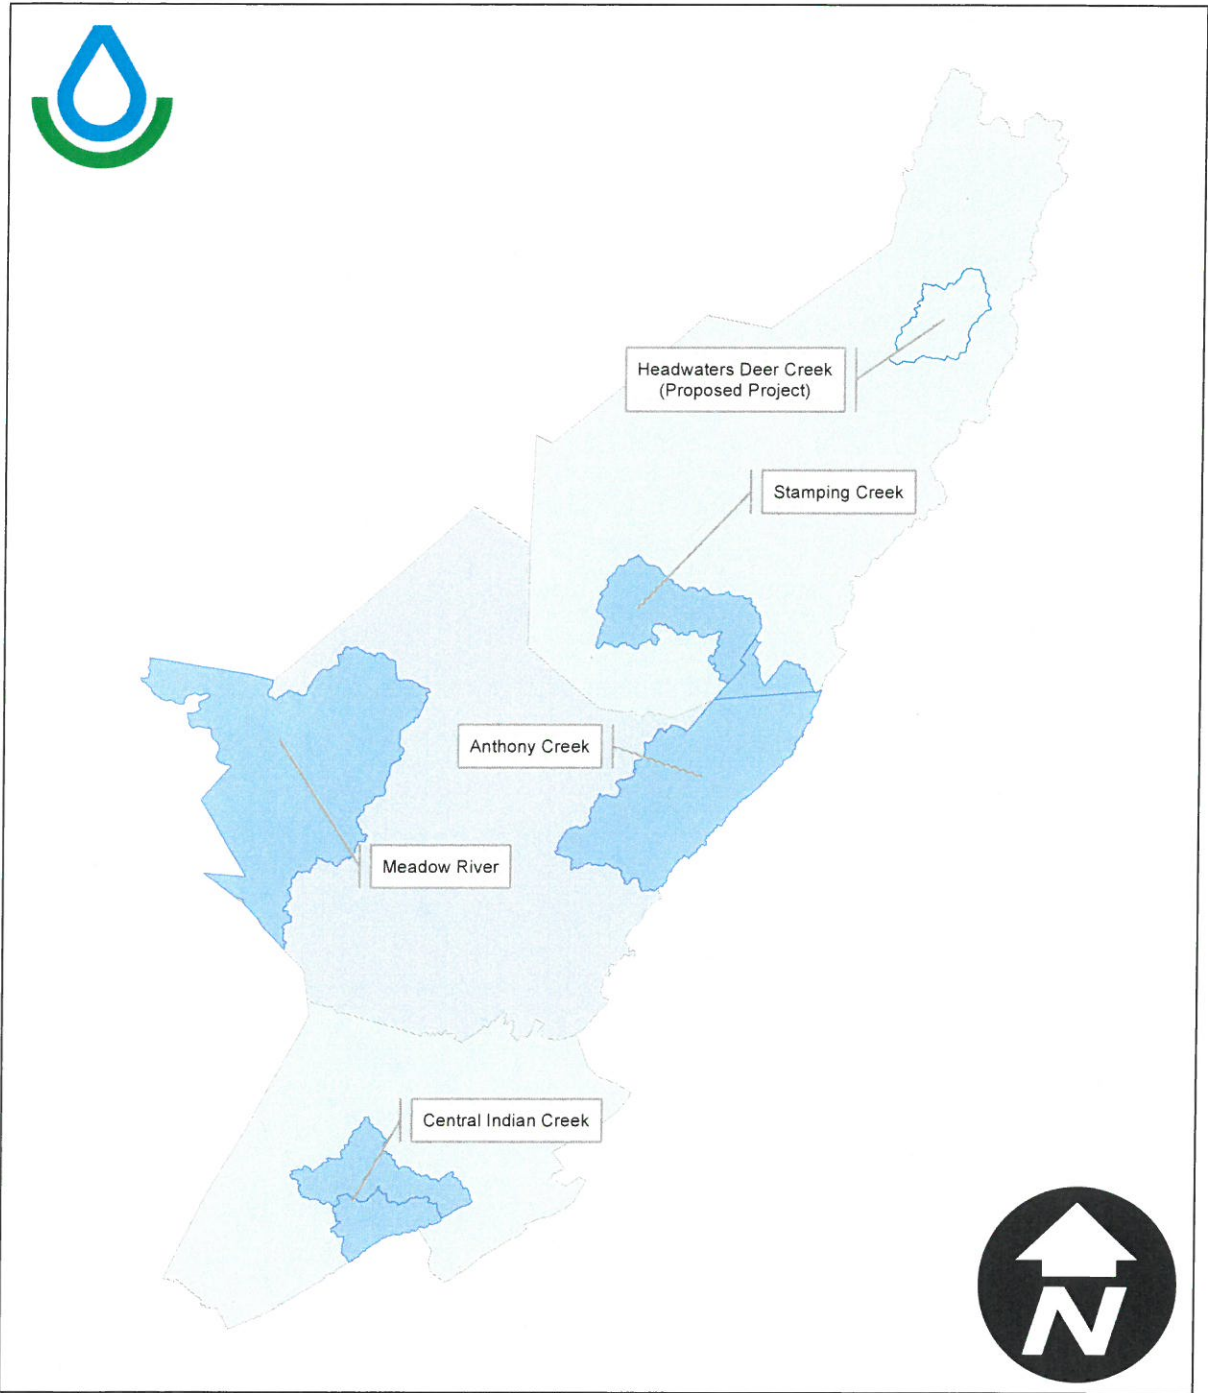 Headwaters Deer Creek
(Proposed Project)
Stamping Creek
Anthony Creek
Meadow River
Central Indian Creek
N